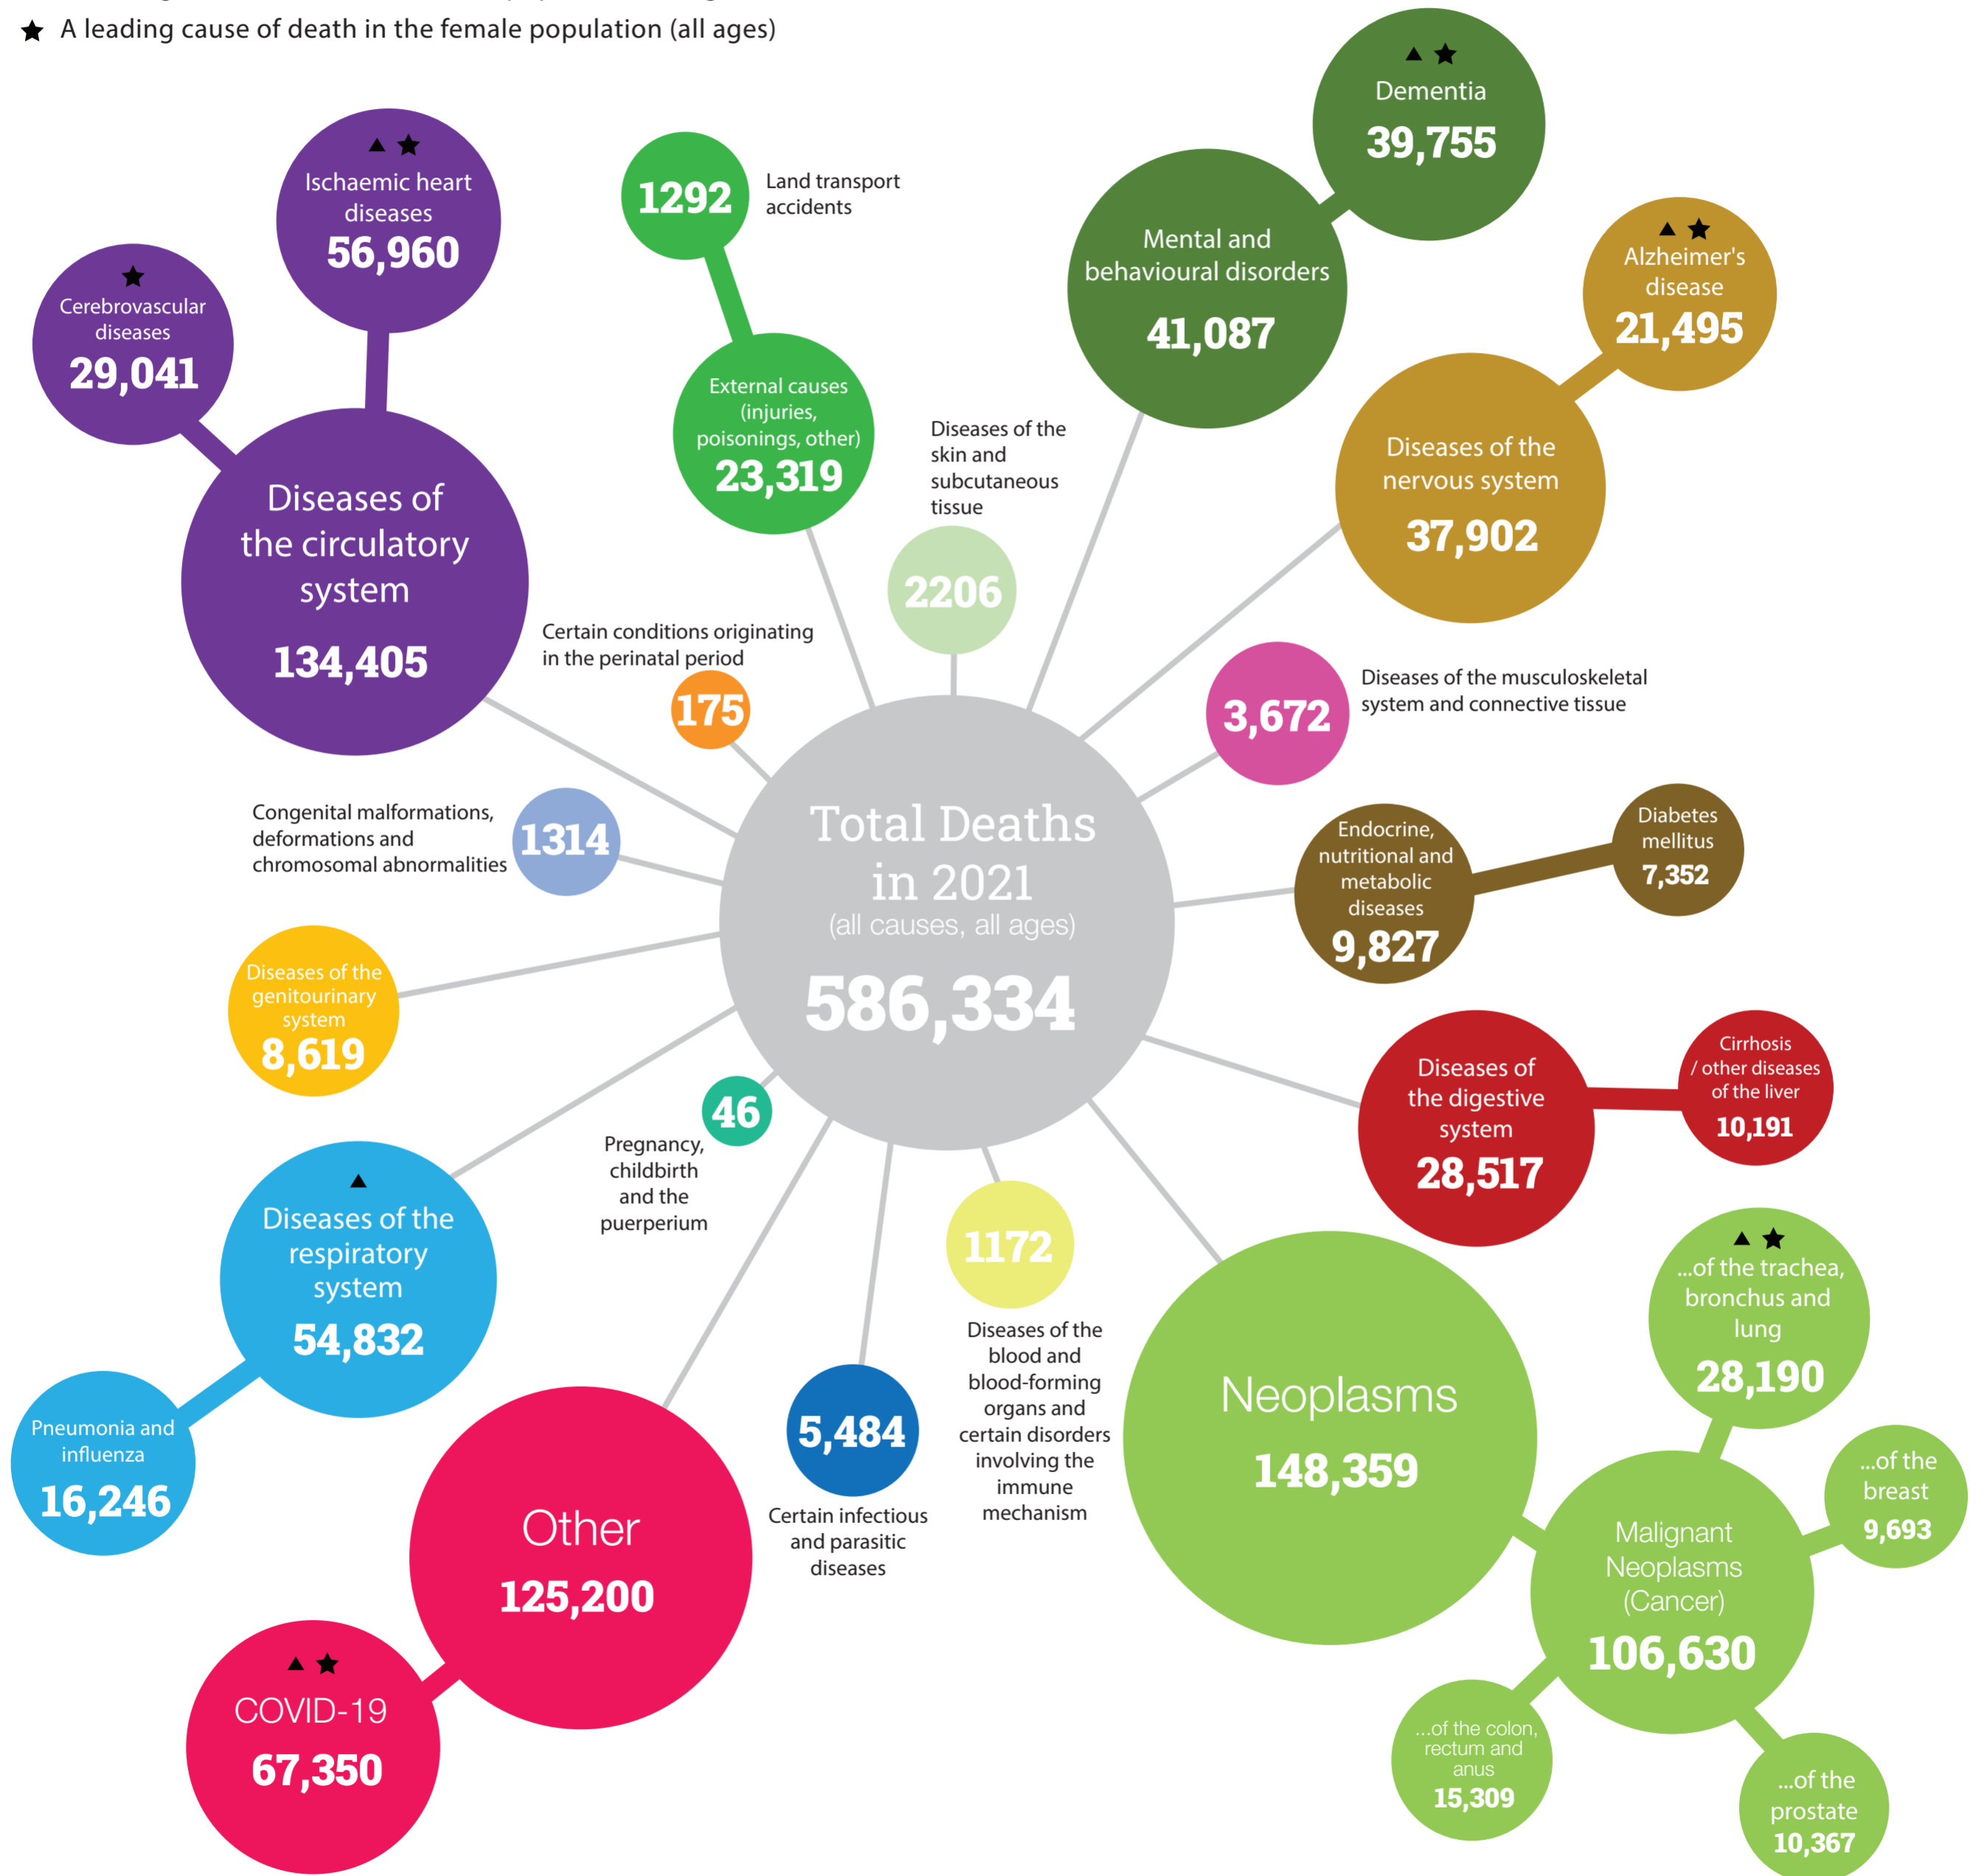 ★ A leading cause of death in the female population (all ages)
▲ ★
Dementia
39,755
▲ ★
Ischaemic heart
diseases
56,960
1292
Land transport
accidents
Mental and
behavioural disorders
41,087
▲ ★
Alzheimer's
disease
21,495
★
Cerebrovascular
diseases
29,041
External causes
(injuries,
poisonings, other)
23,319
Diseases of the
skin and
subcutaneous
tissue
2206
Diseases of the
nervous system
37,902
Diseases of
the circulatory
system
134,405
Certain conditions originating
in the perinatal period
175
3,672
Diseases of the musculoskeletal
system and connective tissue
Congenital malformations,
deformations and
chromosomal abnormalities
1314
Total Deaths
in 2021
(all causes, all ages)
586,334
Endocrine,
nutritional and
metabolic
diseases
9,827
Diabetes
mellitus
7,352
Diseases of the
genitourinary
system
8,619
46
Pregnancy,
childbirth
and the
puerperium
Diseases of
the digestive
system
28,517
Cirrhosis
/ other diseases
of the liver
10,191
▲
Diseases of the
respiratory
system
54,832
Pneumonia and
influenza
16,246
1172
Diseases of the
blood and
blood-forming
organs and
certain disorders
involving the
immune
mechanism
5,484
Certain infectious
and parasitic
diseases
Other
125,200
▲ ★
COVID-19
67,350
Neoplasms
148,359
▲ ★
...of the trachea,
bronchus and
lung
28,190
...of the
breast
9,693
Malignant
Neoplasms
(Cancer)
106,630
...of the colon,
rectum and
anus
15,309
...of the
prostate
10,367